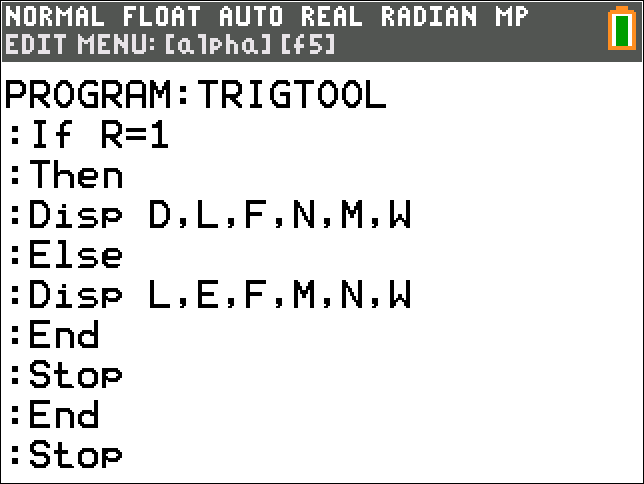 NORMAL FLOAT AUTO REAL RADIAN MP
EDIT MENU: [alpha] [f5]
PROGRAM:TRIGTOOL
:If R=1
:Then
:Disp D,L,F,N,M,W
:Else
:Disp L,E,F,M,N,W
:End
:Stop
:End
:Stop